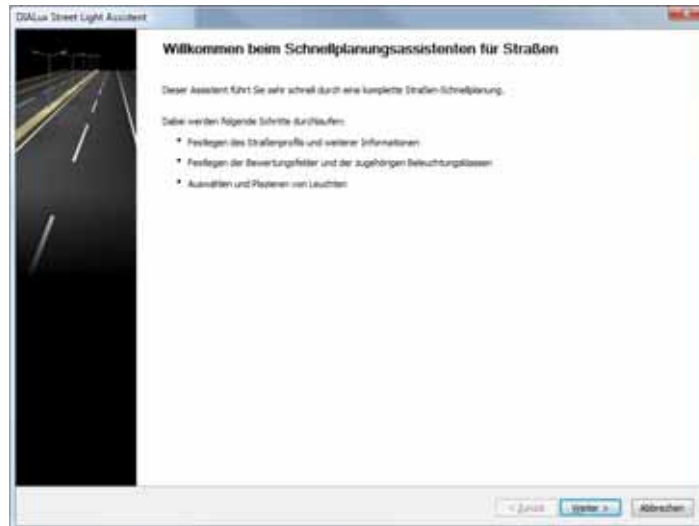 DIALux Street Light Assistent
Willkommen beim Schnellplanungsassistenten für Straßen
Dieser Assistent führt Sie sehr schnell durch eine komplette Straßen-Schnellplanung.
Dabei werden folgende Schritte durchlaufen:
• Festlegen des Straßenprofils und weiterer Informationen
• Festlegen der Bewertungsfelder und der zugehörigen Beleuchtungsklassen
• Auswählen und Platzieren von Leuchten
< Zurück Weiter > Abbrechen